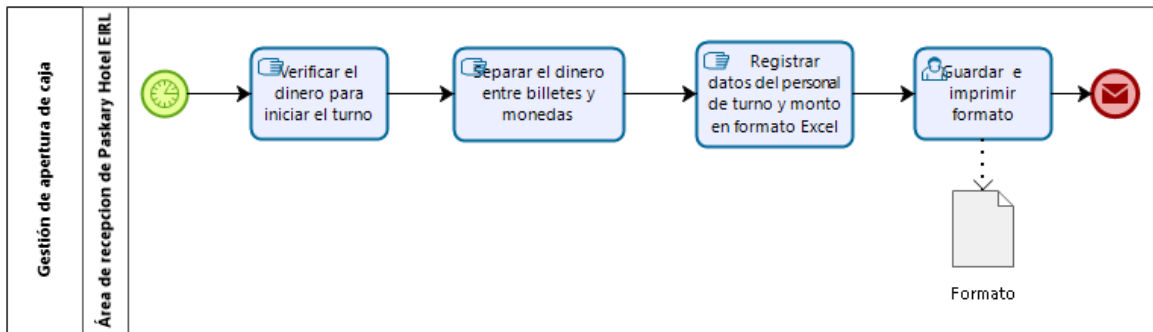 Gestión de apertura de caja
Área de recepcion de Paskary Hotel EIRL
Verificar el
dinero para
iniciar el turno
Separar el dinero
entre billetes y
monedas
Registrar
datos del personal
de turno y monto
en formato Excel
Guardar e
imprimir
formato
Formato